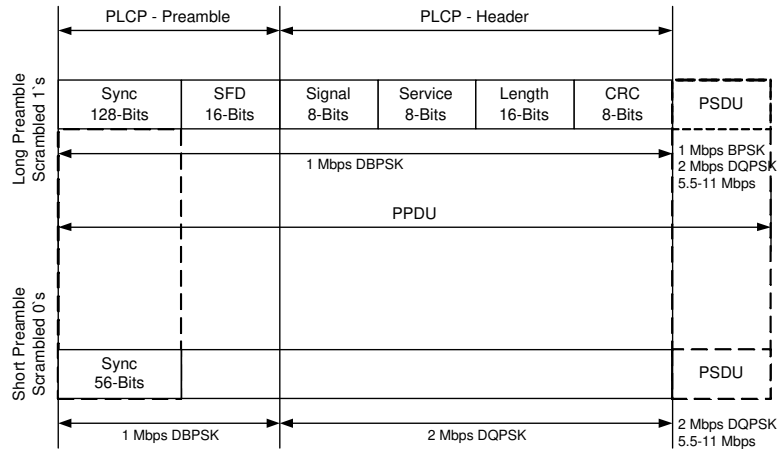 PLCP - Preamble
PLCP - Header
Long Preamble
Scrambled 1`s
Sync
128-Bits
SFD
16-Bits
Signal
8-Bits
Service
8-Bits
Length
16-Bits
CRC
8-Bits
PSDU
1 Mbps DBPSK
1 Mbps BPSK
2 Mbps DQPSK
5.5-11 Mbps
PPDU
Short Preamble
Scrambled 0`s
Sync
56-Bits
PSDU
1 Mbps DBPSK
2 Mbps DQPSK
2 Mbps DQPSK
5.5-11 Mbps